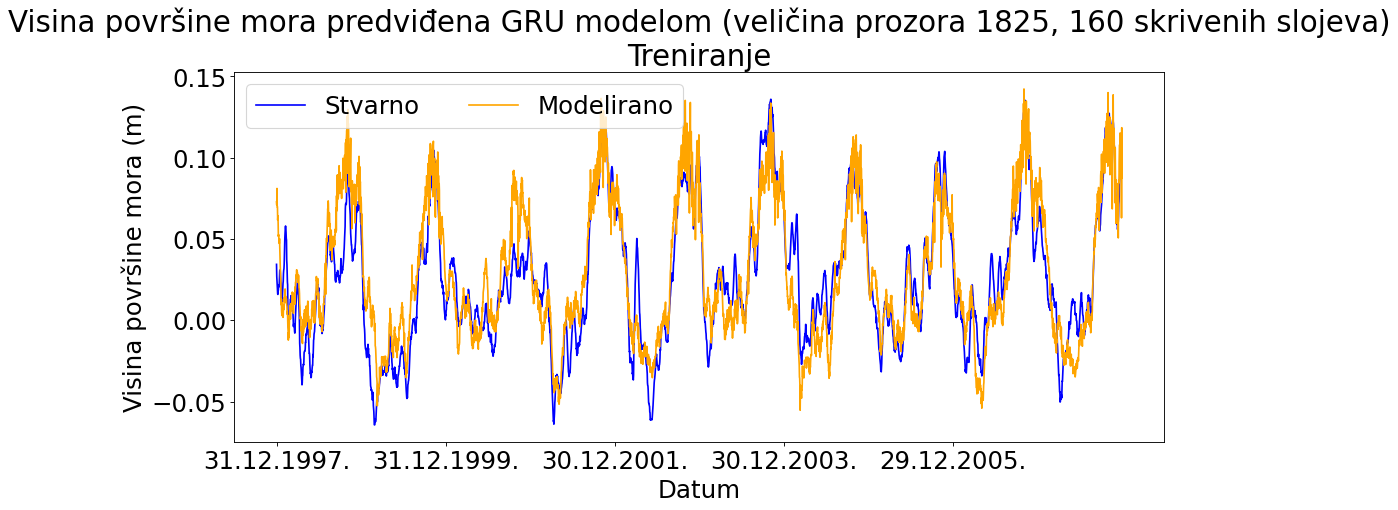 Visina površine mora predviđena GRU modelom (veličina prozora 1825, 160 skrivenih slojeva)
Treniranje
Stvarno
Modelirano
Visina površine mora (m)
0.15
0.10
0.05
0.00
−0.05
31.12.1997.
31.12.1999.
30.12.2001.
30.12.2003.
29.12.2005.
Datum